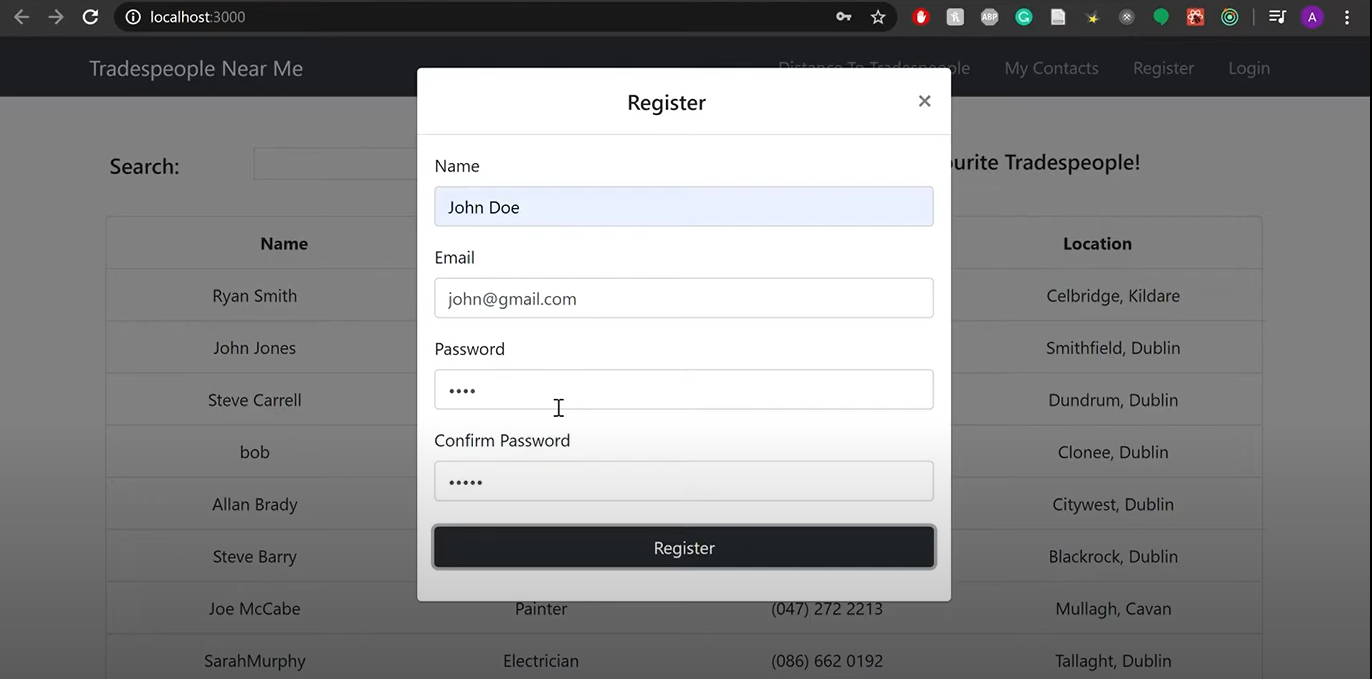 localhost:3000
ABP
A
Tradespeople Near Me
Distance To Tradespeople
My Contacts
Register
Login
Register
×
Search:
urite Tradespeople!
Name
John Doe
Email
john@gmail.com
Password
••••
Confirm Password
•••••
Register
Name Location
Ryan Smith Celbridge, Kildare
John Jones Smithfield, Dublin
Steve Carrell Dundrum, Dublin
bob Clonee, Dublin
Allan Brady Citywest, Dublin
Steve Barry Blackrock, Dublin
Joe McCabe Painter (047) 272 2213 Mullagh, Cavan
SarahMurphy Electrician (086) 662 0192 Tallaght, Dublin